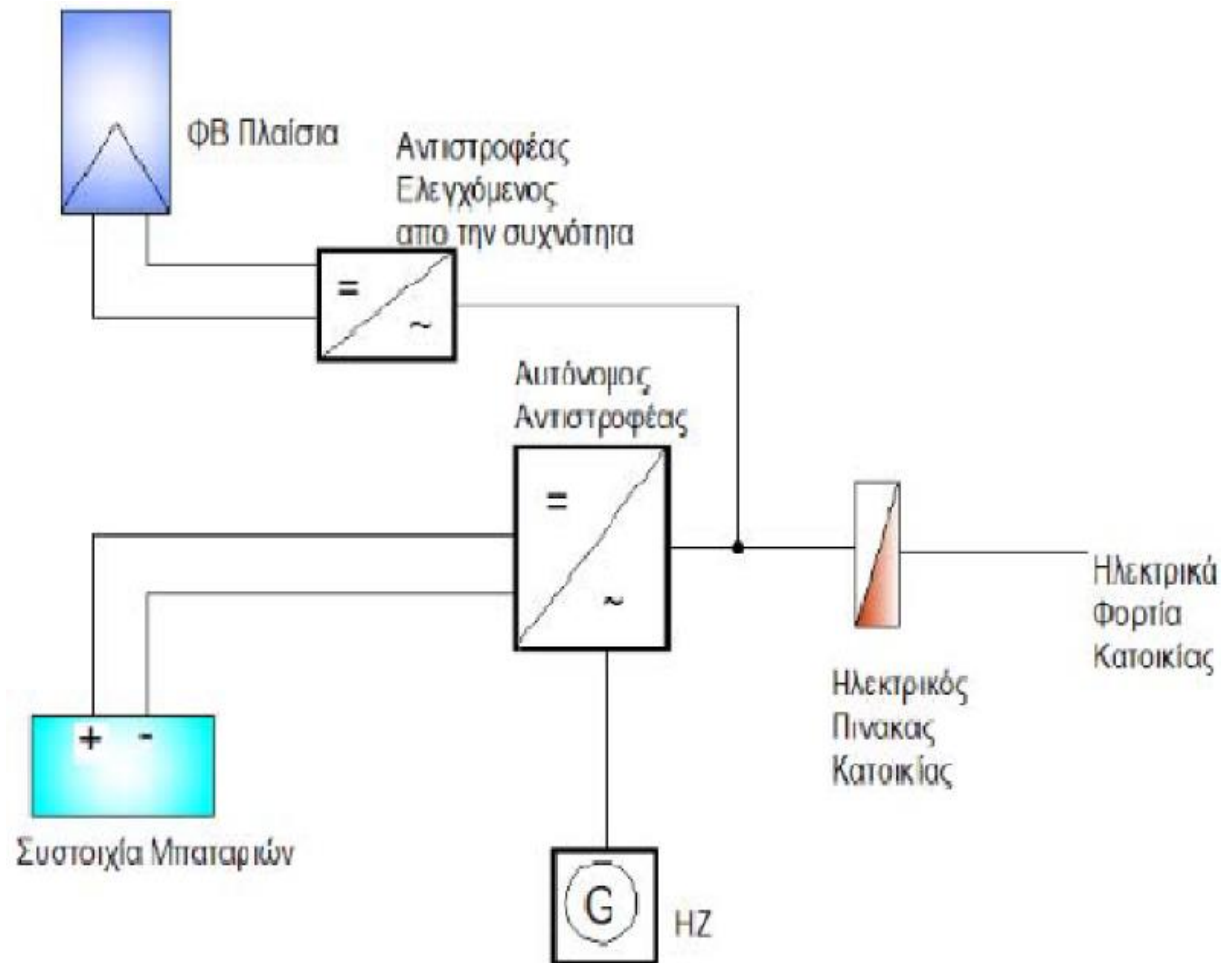 ΦΒ Πλαίσια
Αντιστροφέας
Ελεγχόμενος
απο την συχνότητα
=
~
Αυτόνομος
Αντιστροφέας
=
~
Ηλεκτρικά
Φορτία
Κατοικίας
Ηλεκτρικός
Πινακας
Κατοικίας
+ -
Συστοιχία Μπαταριών
G
ΗΖ